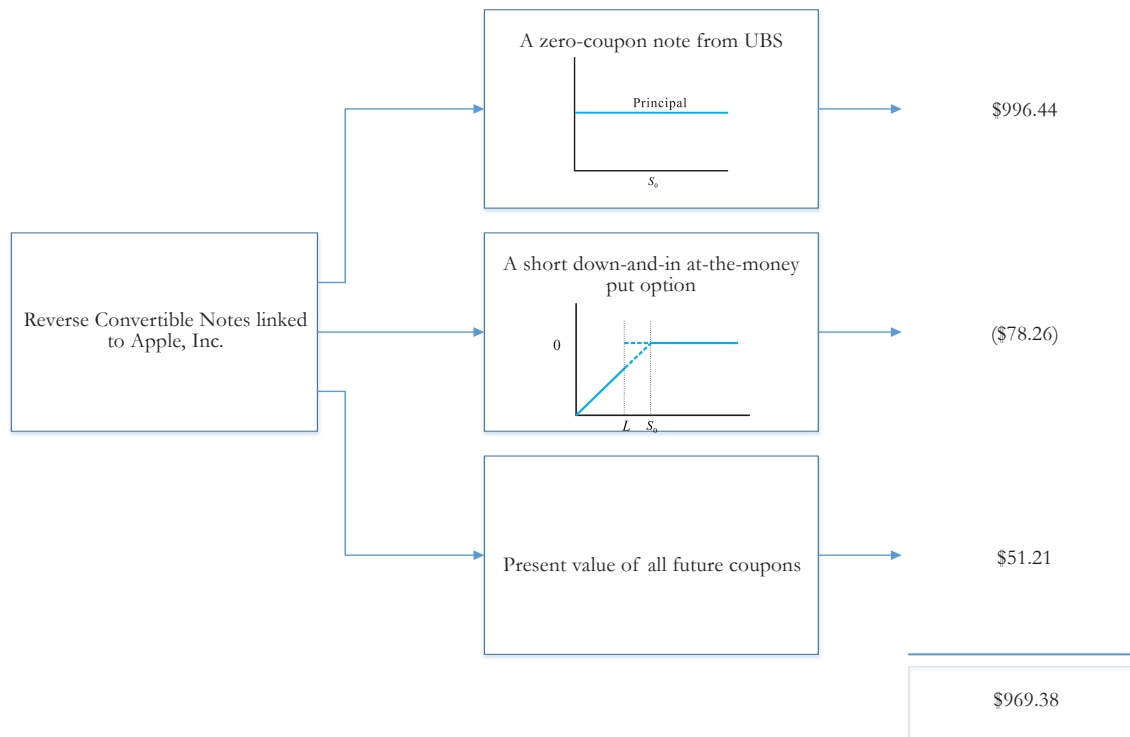 A zero-coupon note from UBS
Principal
S₀
$996.44
Reverse Convertible Notes linked
to Apple, Inc.
A short down-and-in at-the-money
put option
0
L S₀
($78.26)
Present value of all future coupons
$51.21
$969.38